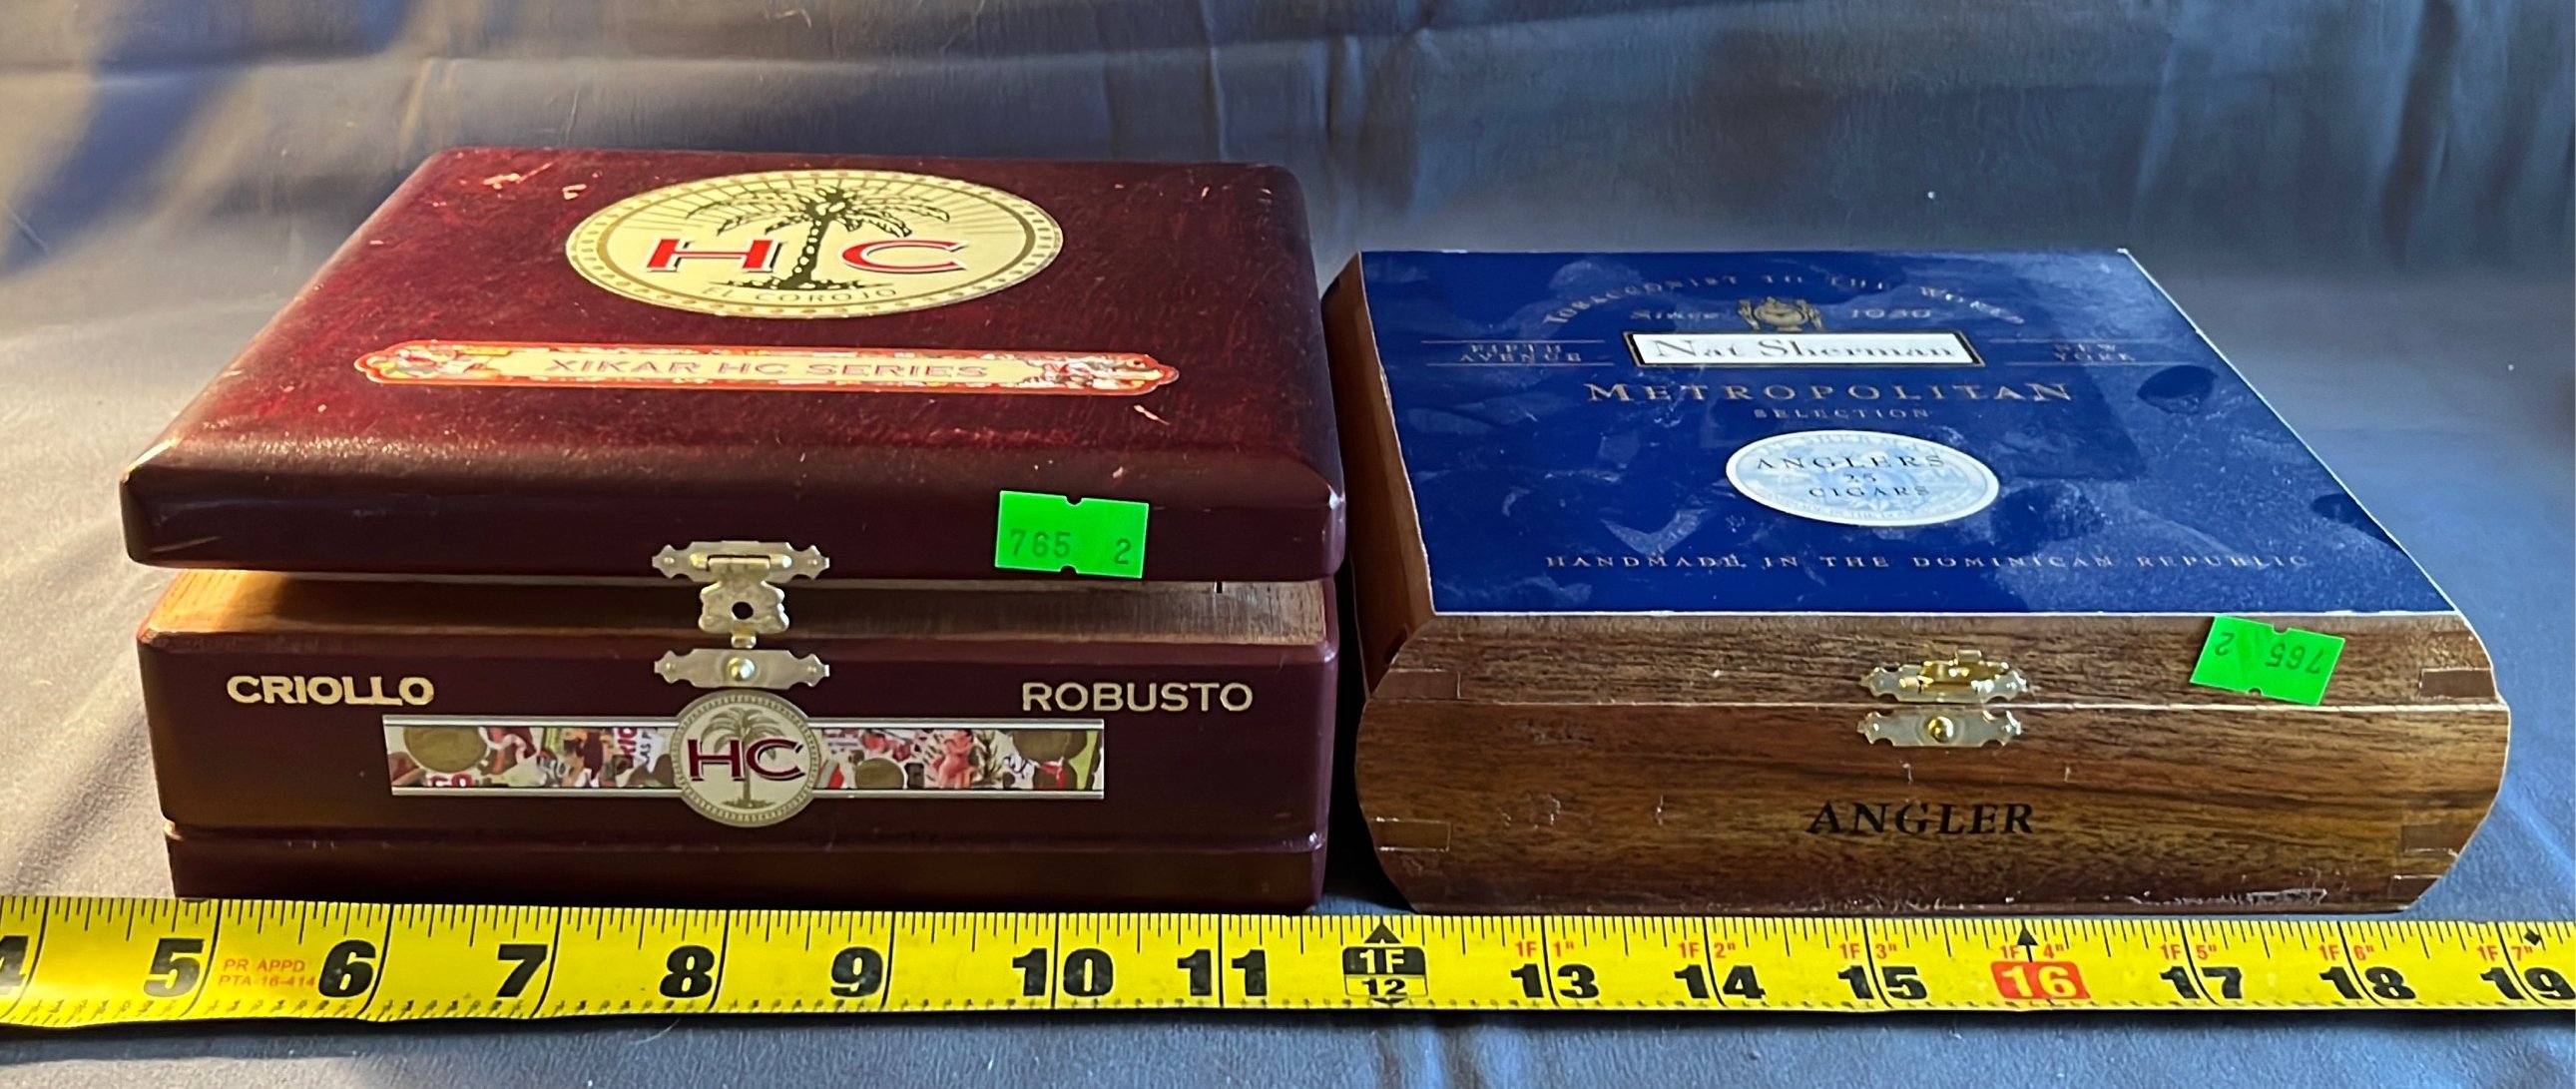 H C
EL COROJO
XIKAR HC SERIES
765 2
CRIOLLO
ROBUSTO
HC
TOBACCONIST TO THE WORLD
Since 1930
FIFTH AVENUE
Nat Sherman
NEW YORK
METROPOLITAN
SELECTION
ANGLERS
25
CIGARS
HANDMADE IN THE DOMINICAN REPUBLIC
765 2
ANGLER
4 5 6 7 8 9 10 11 1F 12 13 14 15 16 17 18 19
1F 1" 1F 2" 1F 3" 1F 4" 1F 5" 1F 6" 1F 7"
PR APPD
PTA-16-414